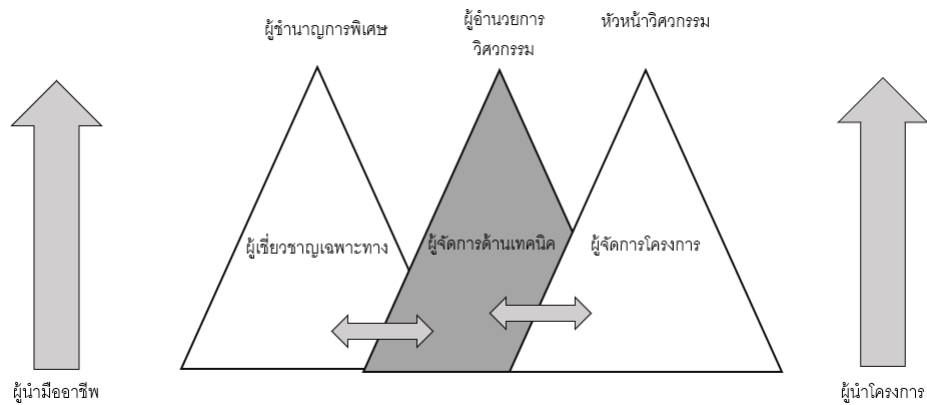 ผู้ชำนาญการพิเศษ
ผู้อำนวยการ
วิศวกรรม
หัวหน้าวิศวกรรม
ผู้เชี่ยวชาญเฉพาะทาง
ผู้จัดการด้านเทคนิค
ผู้จัดการโครงการ
ผู้นำมืออาชีพ
ผู้นำโครงการ